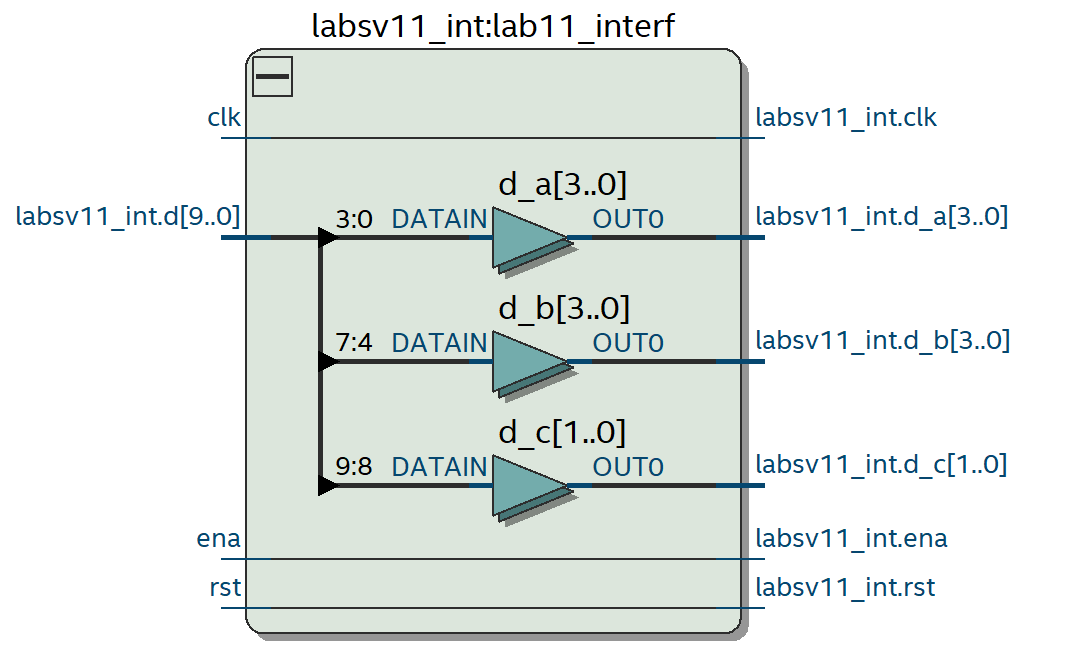 labsv11_int:lab11_interf
clk
labsv11_int.clk
d_a[3..0]
labsv11_int.d[9..0]
3:0 DATAIN
OUT0
labsv11_int.d_a[3..0]
d_b[3..0]
7:4 DATAIN
OUT0
labsv11_int.d_b[3..0]
d_c[1..0]
9:8 DATAIN
OUT0
labsv11_int.d_c[1..0]
ena
labsv11_int.ena
rst
labsv11_int.rst